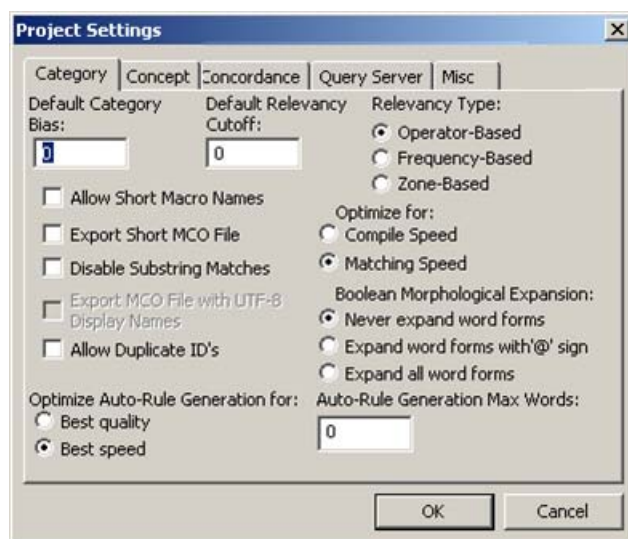 Project Settings
Category Concept Concordance Query Server Misc
Default Category
Bias:
0
Default Relevancy
Cutoff:
0
Relevancy Type:
Operator-Based
Frequency-Based
Zone-Based
Allow Short Macro Names
Export Short MCO File
Disable Substring Matches
Export MCO File with UTF-8
Display Names
Allow Duplicate ID's
Optimize for:
Compile Speed
Matching Speed
Boolean Morphological Expansion:
Never expand word forms
Expand word forms with'@' sign
Expand all word forms
Optimize Auto-Rule Generation for:
Best quality
Best speed
Auto-Rule Generation Max Words:
0
OK Cancel